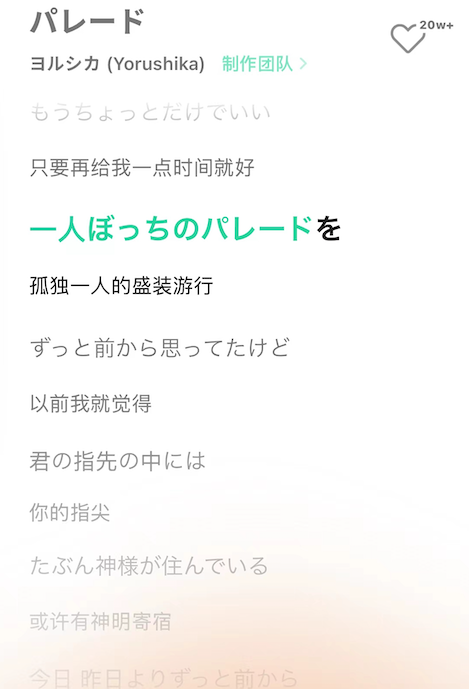 パレード
20w+
ヨルシカ (Yorushika) 制作团队 >
もうちょっとだけでいい
只要再给我一点时间就好
一人ぼっちのパレードを
孤独一人的盛装游行
ずっと前から思ってたけど
以前我就觉得
君の指先の中には
你的指尖
たぶん神様が住んでいる
或许有神明寄宿
今日 昨日よりずっと前から